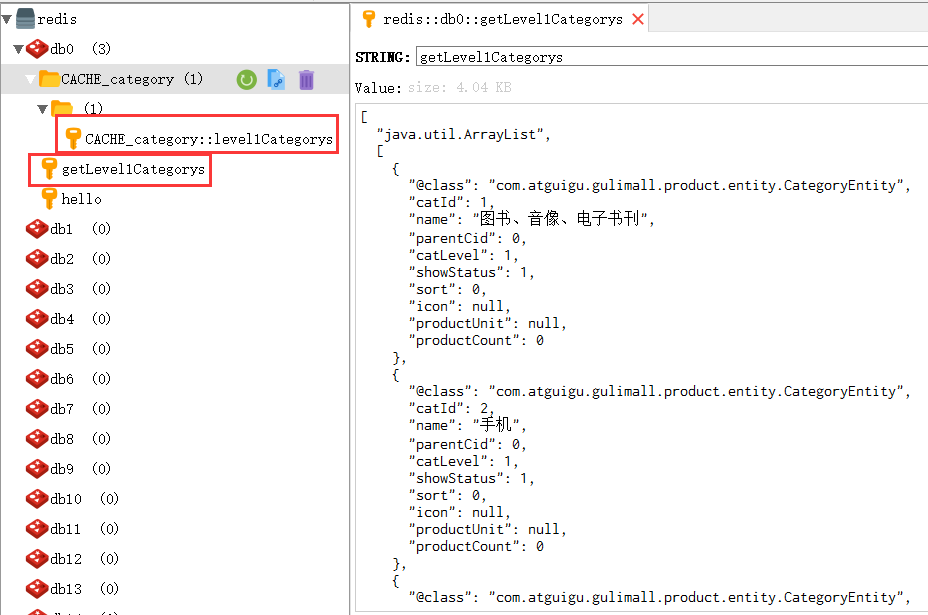 redis
db0 (3)
CACHE_category (1)
(1)
CACHE_category::level1Categorys
getLevel1Categorys
hello
db1 (0)
db2 (0)
db3 (0)
db4 (0)
db5 (0)
db6 (0)
db7 (0)
db8 (0)
db9 (0)
db10 (0)
db11 (0)
db12 (0)
db13 (0)
redis::db0::getLevel1Categorys
STRING: getLevel1Categorys
Value: size: 4.04 KB
[
"java.util.ArrayList",
[
{
"@class": "com.atguigu.gulimall.product.entity.CategoryEntity",
"catId": 1,
"name": "图书、音像、电子书刊",
"parentCid": 0,
"catLevel": 1,
"showStatus": 1,
"sort": 0,
"icon": null,
"productUnit": null,
"productCount": 0
},
{
"@class": "com.atguigu.gulimall.product.entity.CategoryEntity",
"catId": 2,
"name": "手机",
"parentCid": 0,
"catLevel": 1,
"showStatus": 1,
"sort": 0,
"icon": null,
"productUnit": null,
"productCount": 0
},
{
"@class": "com.atguigu.gulimall.product.entity.CategoryEntity",